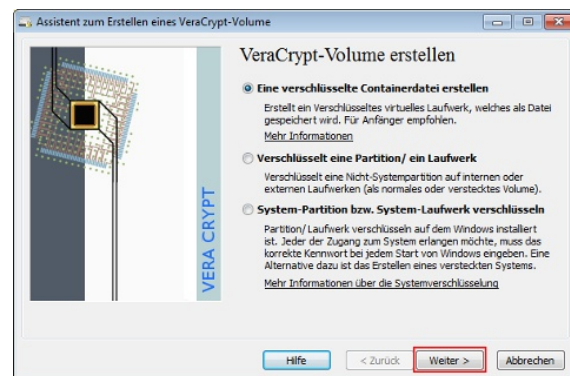 Assistent zum Erstellen eines VeraCrypt-Volume
VeraCrypt-Volume erstellen
Eine verschlüsselte Containerdatei erstellen
Erstellt ein Verschlüsseltes virtuelles Laufwerk, welches als Datei
gespeichert wird. Für Anfänger empfohlen.
Mehr Informationen
Verschlüsselt eine Partition/ ein Laufwerk
Verschlüsselt eine Nicht-Systempartition auf internen oder
externen Laufwerken (als normales oder verstecktes Volume).
System-Partition bzw. System-Laufwerk verschlüsseln
Partition/Laufwerk verschlüsseln auf dem Windows installiert
ist. Jeder der Zugang zum System erlangen möchte, muss das
korrekte Kennwort bei jedem Start von Windows eingeben. Eine
Alternative dazu ist das Erstellen eines versteckten Systems.
Mehr Informationen über die Systemverschlüsselung
VERA CRYPT
Hilfe
< Zurück
Weiter >
Abbrechen